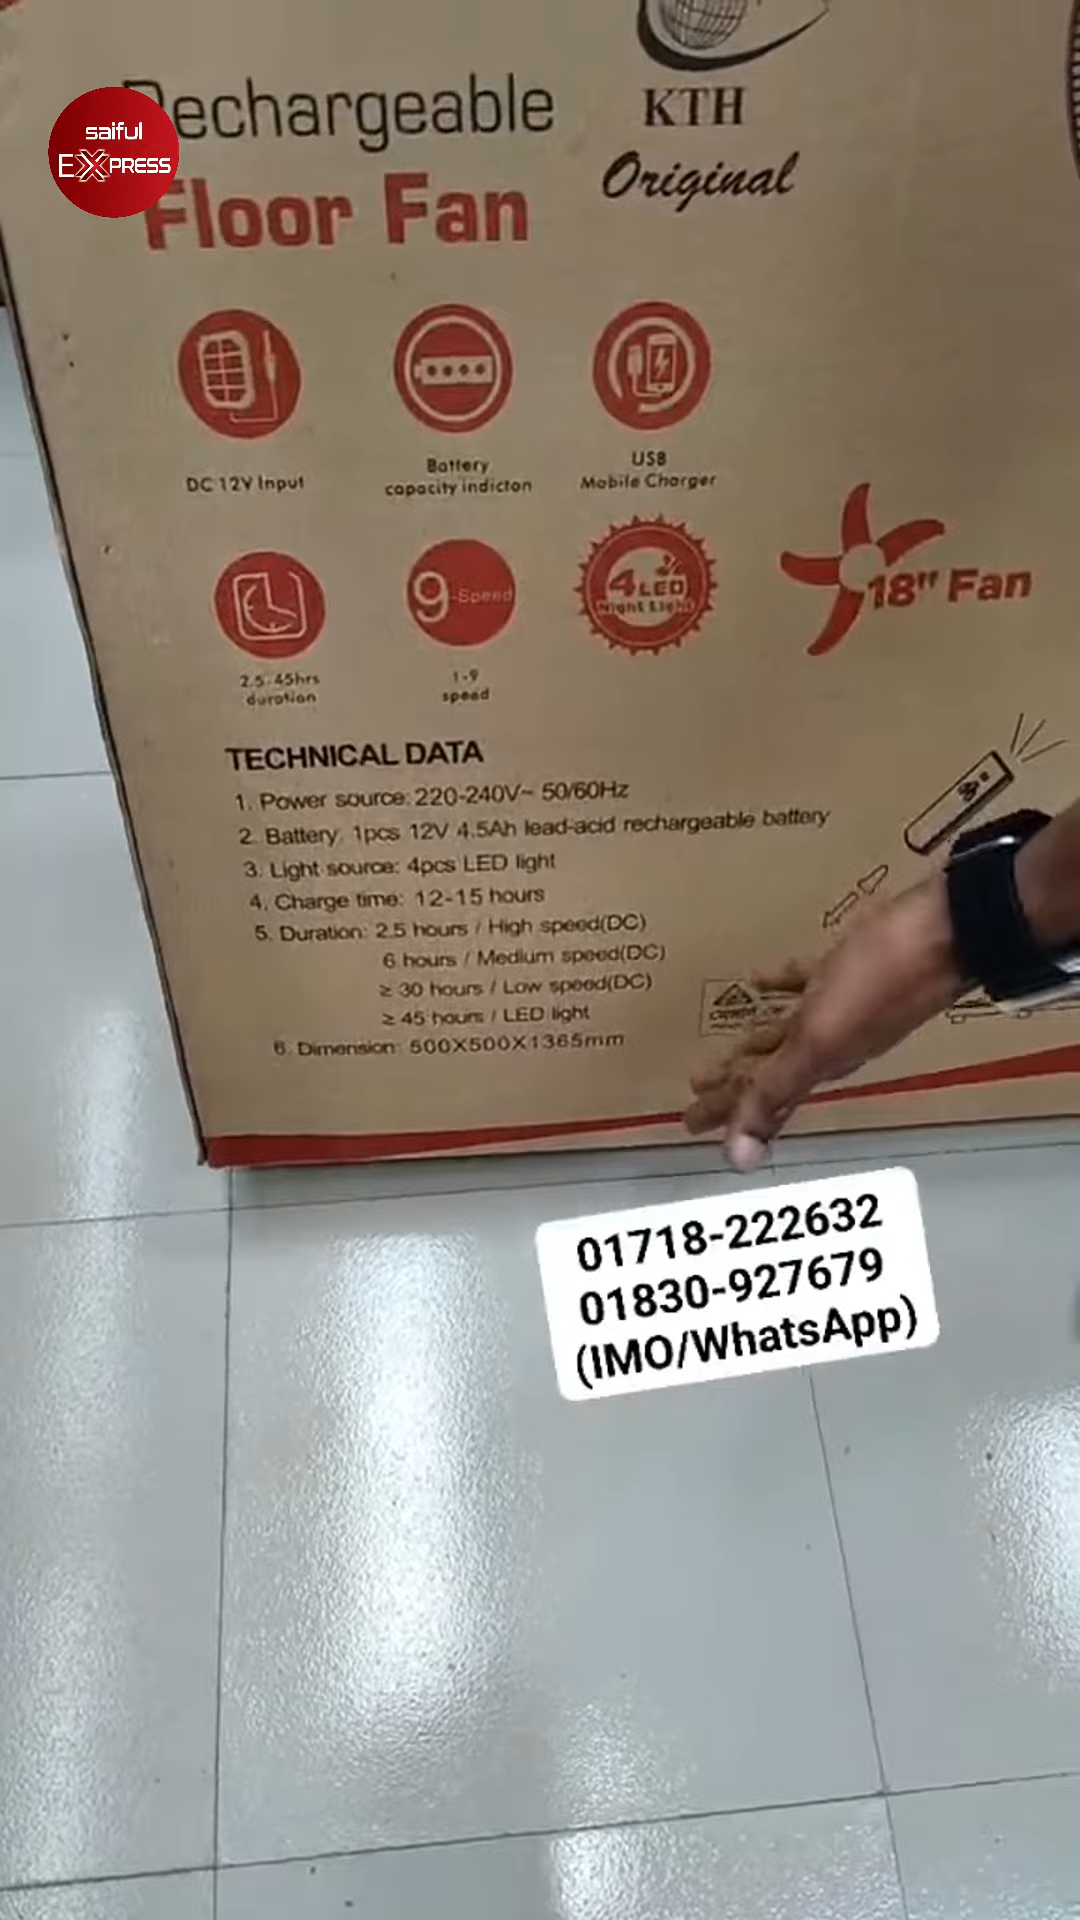 saiful
EXPRESS
Rechargeable
Floor Fan
KTH
Original
DC 12V Input
Battery
capacity indicton
USB
Mobile Charger
2.5-45hrs
duration
9-Speed
1-9
speed
4 LED
Night Light
18" Fan
TECHNICAL DATA
1. Power source: 220-240V~ 50/60Hz
2. Battery: 1pcs 12V 4.5Ah lead-acid rechargeable battery
3. Light source: 4pcs LED light
4. Charge time: 12-15 hours
5. Duration: 2.5 hours / High speed(DC)
6 hours / Medium speed(DC)
≥ 30 hours / Low speed(DC)
≥ 45 hours / LED light
6. Dimension: 500X500X1365mm
01718-222632
01830-927679
(IMO/WhatsApp)